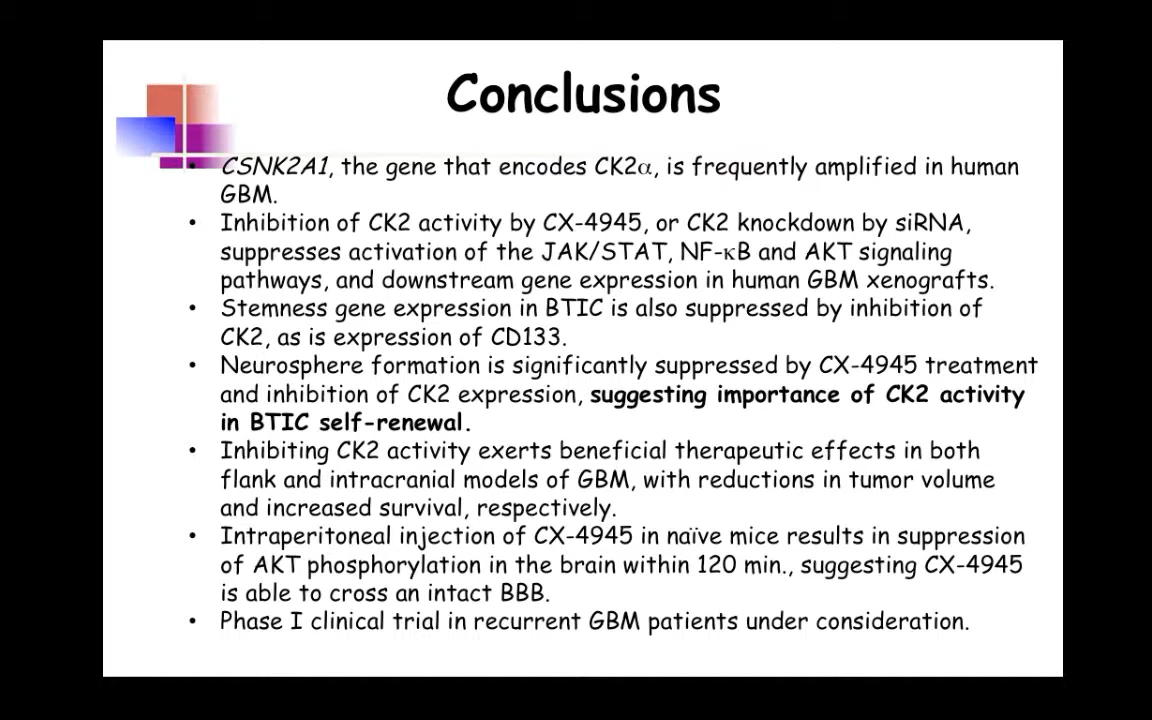 Conclusions
• CSNK2A1, the gene that encodes CK2α, is frequently amplified in human
GBM.
• Inhibition of CK2 activity by CX-4945, or CK2 knockdown by siRNA,
suppresses activation of the JAK/STAT, NF-κB and AKT signaling
pathways, and downstream gene expression in human GBM xenografts.
• Stemness gene expression in BTIC is also suppressed by inhibition of
CK2, as is expression of CD133.
• Neurosphere formation is significantly suppressed by CX-4945 treatment
and inhibition of CK2 expression, suggesting importance of CK2 activity
in BTIC self-renewal.
• Inhibiting CK2 activity exerts beneficial therapeutic effects in both
flank and intracranial models of GBM, with reductions in tumor volume
and increased survival, respectively.
• Intraperitoneal injection of CX-4945 in naïve mice results in suppression
of AKT phosphorylation in the brain within 120 min., suggesting CX-4945
is able to cross an intact BBB.
• Phase I clinical trial in recurrent GBM patients under consideration.